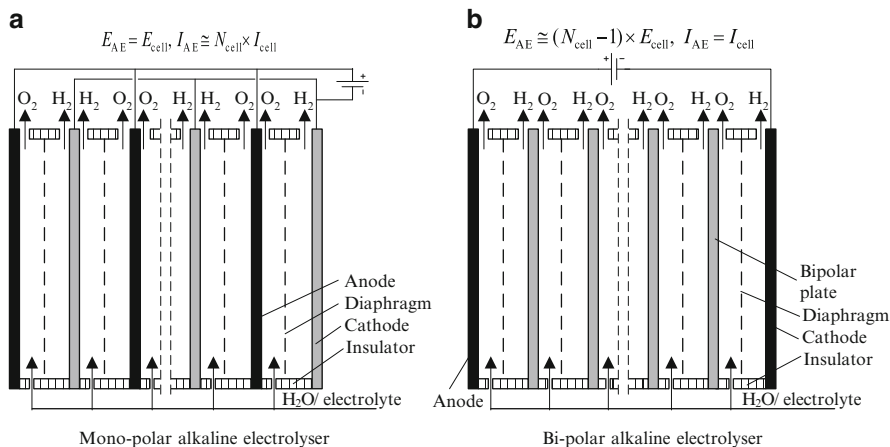 a
E_AE = E_cell, I_AE ≅ N_cell × I_cell
+
-
O₂ H₂ H₂ O₂ O₂ H₂ H₂ O₂ O₂ H₂
Anode
Diaphragm
Cathode
Insulator
H₂O/ electrolyte
Mono-polar alkaline electrolyser
b
E_AE ≅ (N_cell – 1) × E_cell, I_AE = I_cell
+ – –
O₂ H₂ O₂ H₂ O₂ H₂ O₂ H₂ O₂ H₂
Bipolar
plate
Diaphragm
Cathode
Insulator
Anode
H₂O/ electrolyte
Bi-polar alkaline electrolyser